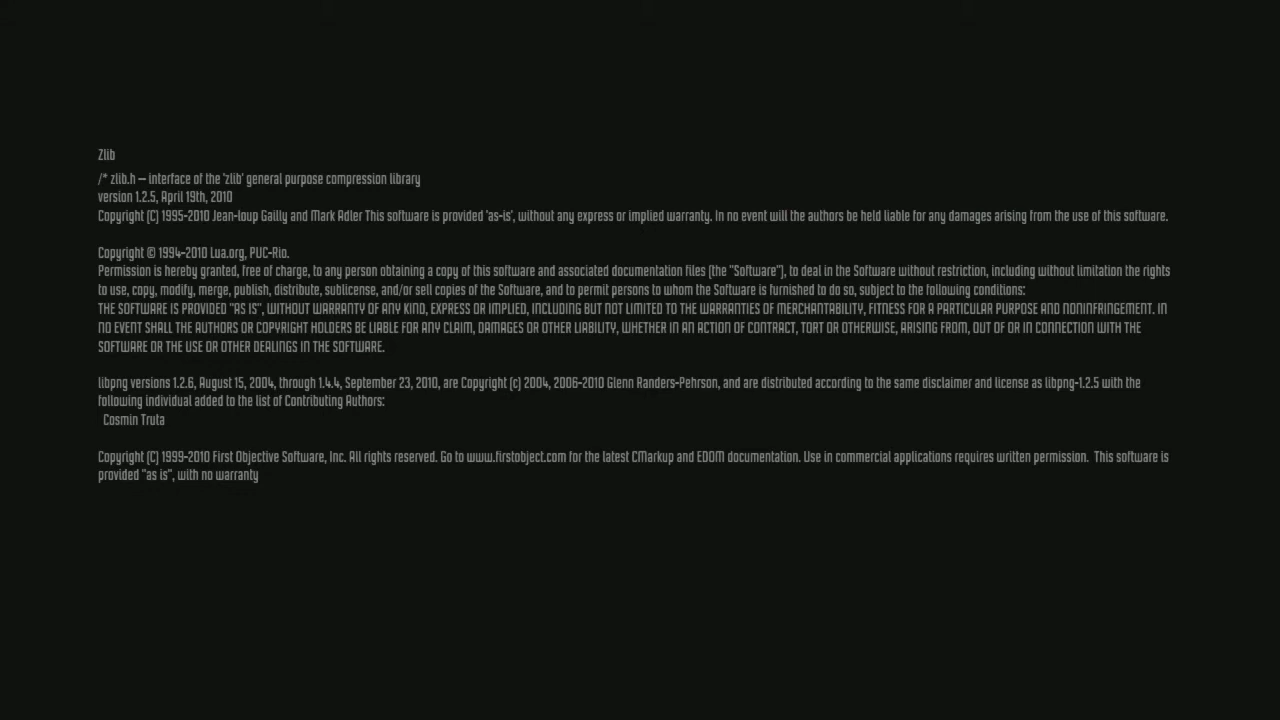 Zlib
/* zlib.h -- interface of the 'zlib' general purpose compression library
version 1.2.5, April 19th, 2010
Copyright (C) 1995-2010 Jean-loup Gailly and Mark Adler This software is provided 'as-is', without any express or implied warranty. In no event will the authors be held liable for any damages arising from the use of this software.
Copyright © 1994-2010 Lua.org, PUC-Rio.
Permission is hereby granted, free of charge, to any person obtaining a copy of this software and associated documentation files (the "Software"), to deal in the Software without restriction, including without limitation the rights
to use, copy, modify, merge, publish, distribute, sublicense, and/or sell copies of the Software, and to permit persons to whom the Software is furnished to do so, subject to the following conditions:
THE SOFTWARE IS PROVIDED "AS IS", WITHOUT WARRANTY OF ANY KIND, EXPRESS OR IMPLIED, INCLUDING BUT NOT LIMITED TO THE WARRANTIES OF MERCHANTABILITY, FITNESS FOR A PARTICULAR PURPOSE AND NONINFRINGEMENT. IN
NO EVENT SHALL THE AUTHORS OR COPYRIGHT HOLDERS BE LIABLE FOR ANY CLAIM, DAMAGES OR OTHER LIABILITY, WHETHER IN AN ACTION OF CONTRACT, TORT OR OTHERWISE, ARISING FROM, OUT OF OR IN CONNECTION WITH THE
SOFTWARE OR THE USE OR OTHER DEALINGS IN THE SOFTWARE.
libpng versions 1.2.6, August 15, 2004, through 1.4.4, September 23, 2010, are Copyright (c) 2004, 2006-2010 Glenn Randers-Pehrson, and are distributed according to the same disclaimer and license as libpng-1.2.5 with the
following individual added to the list of Contributing Authors:
Cosmin Truta
Copyright (C) 1999-2010 First Objective Software, Inc. All rights reserved. Go to www.firstobject.com for the latest CMarkup and EDOM documentation. Use in commercial applications requires written permission. This software is
provided "as is", with no warranty